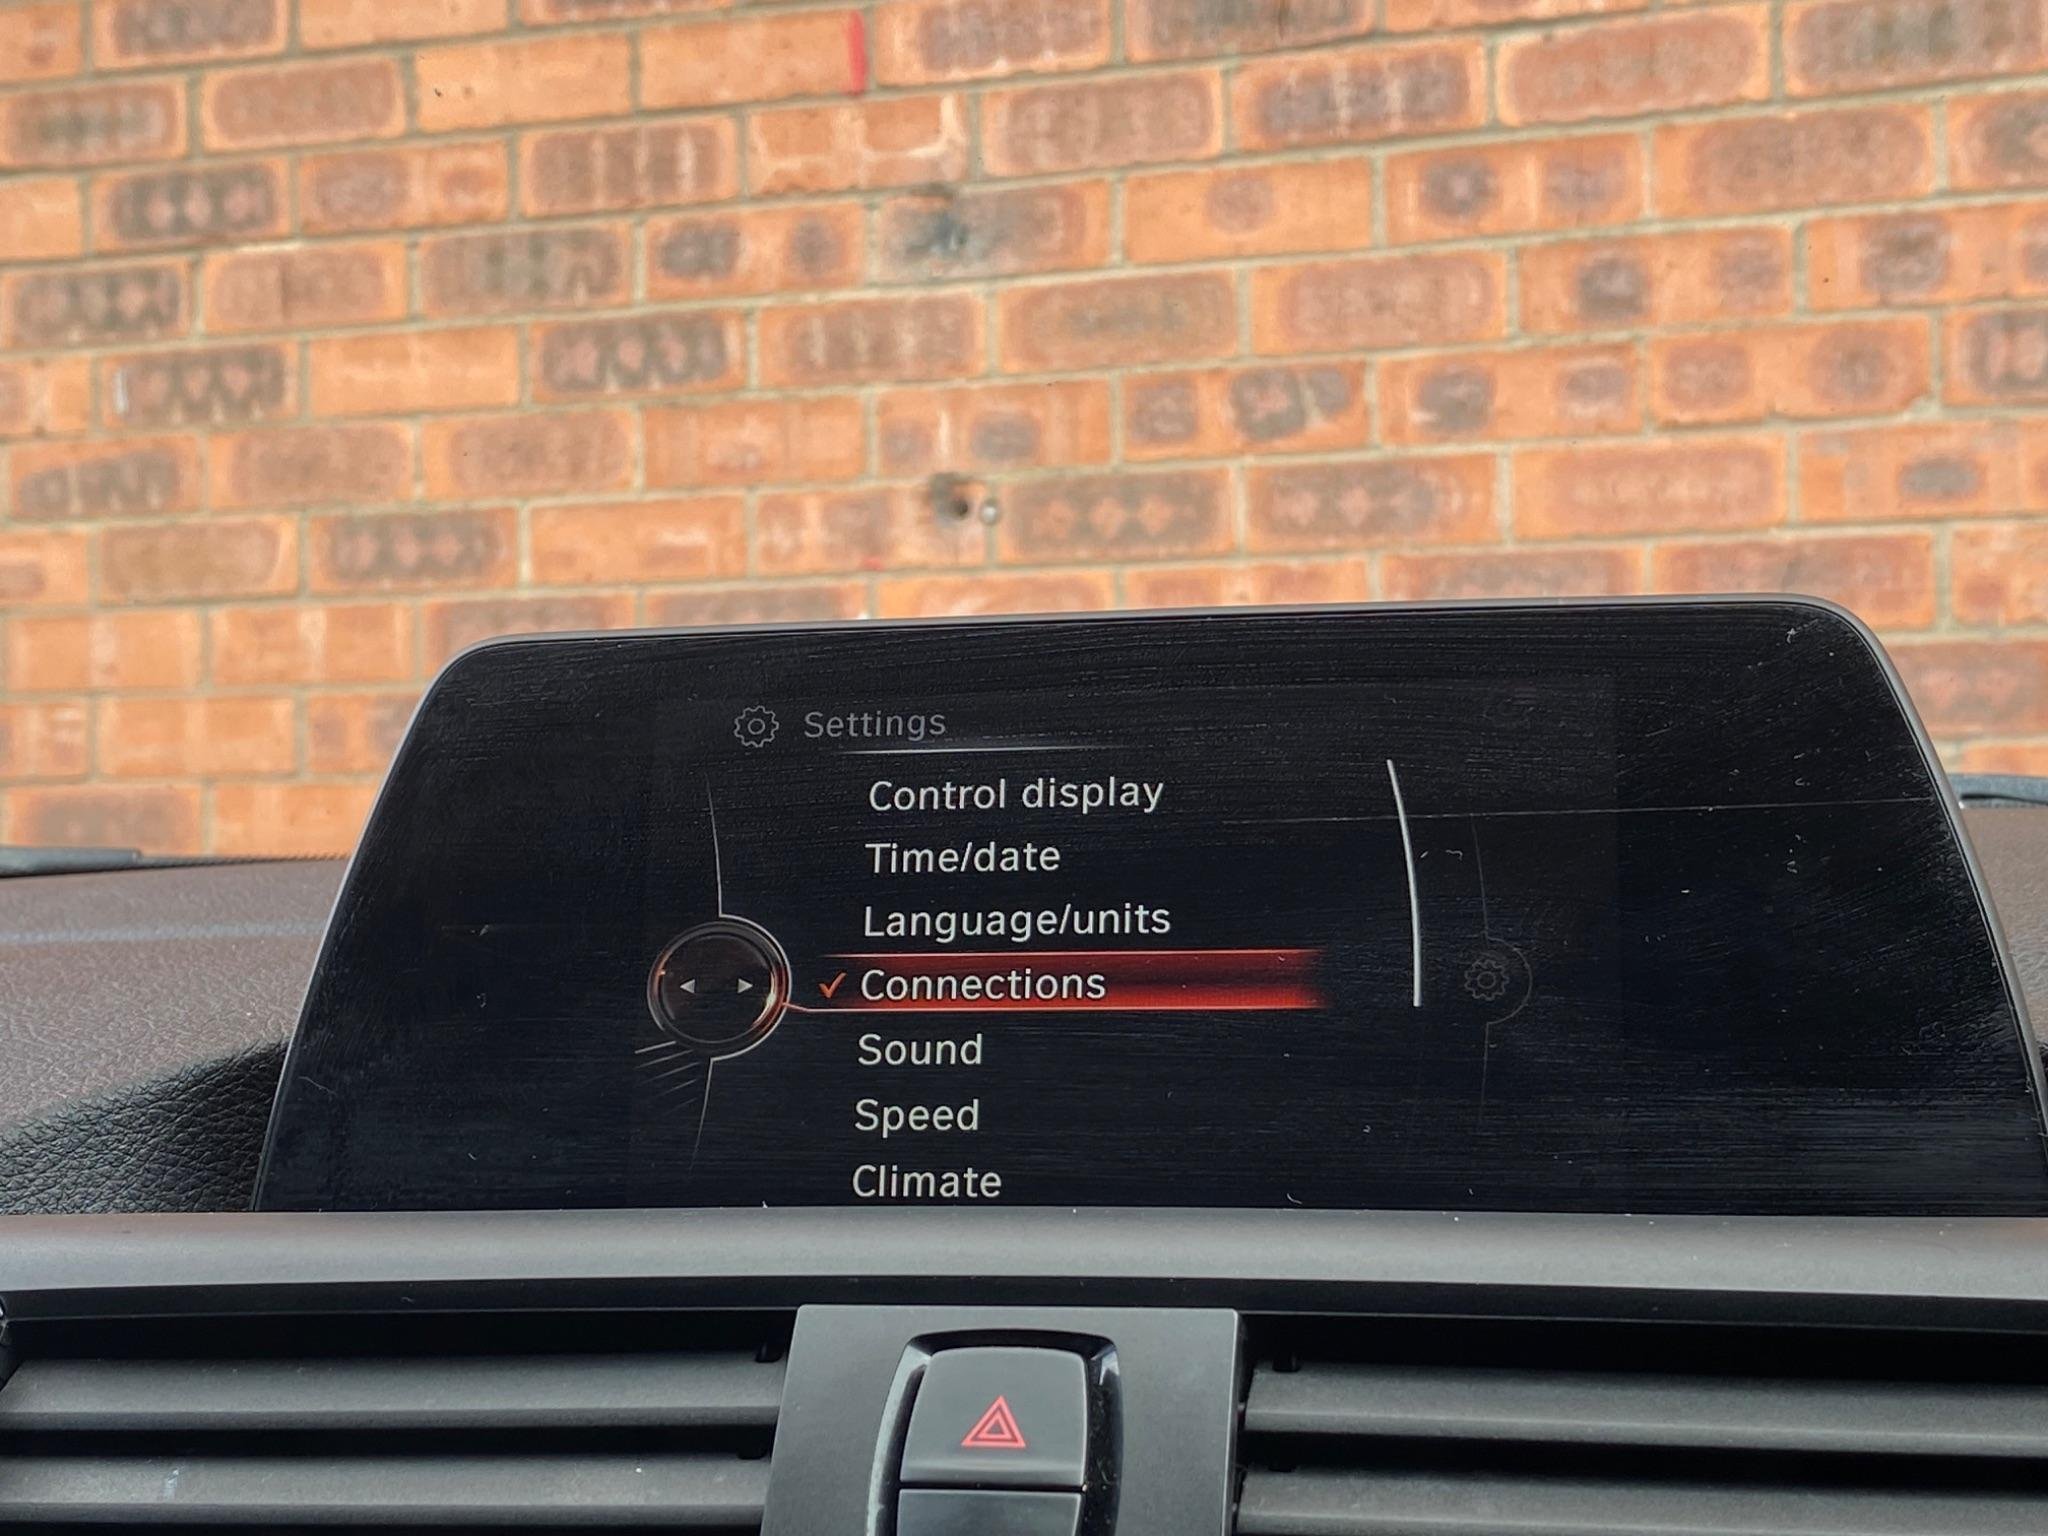 Settings
Control display
Time/date
Language/units
Connections
Sound
Speed
Climate